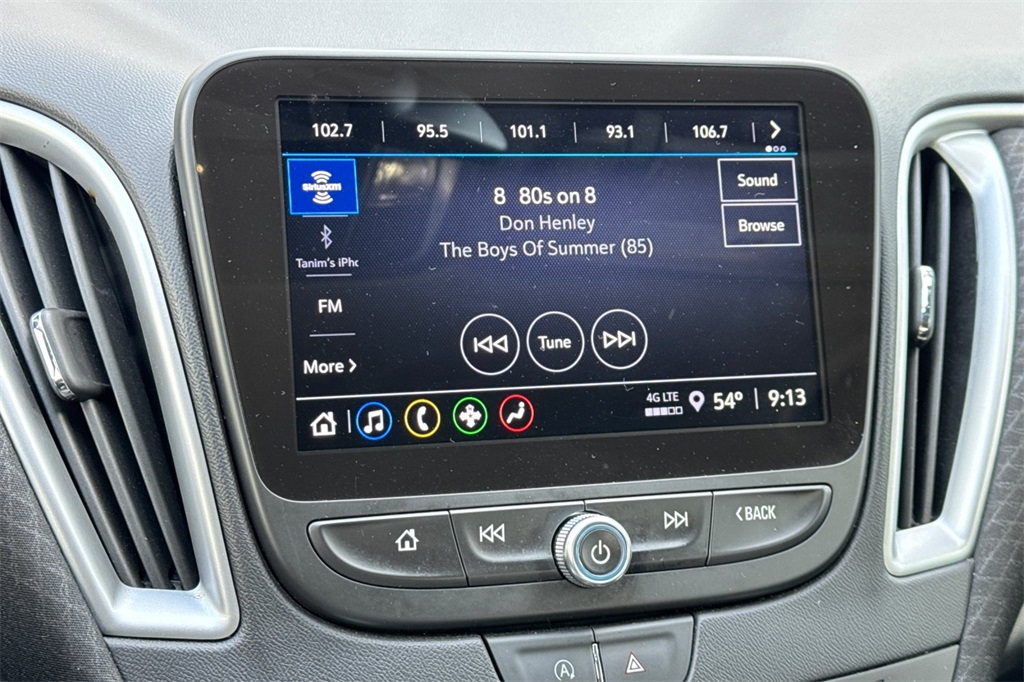 102.7 95.5 101.1 93.1 106.7
SiriusXM
8 80s on 8
Don Henley
The Boys Of Summer (85)
Sound
Browse
Tanim's iPho
FM
More
Tune
4G LTE 54° 9:13
BACK
A